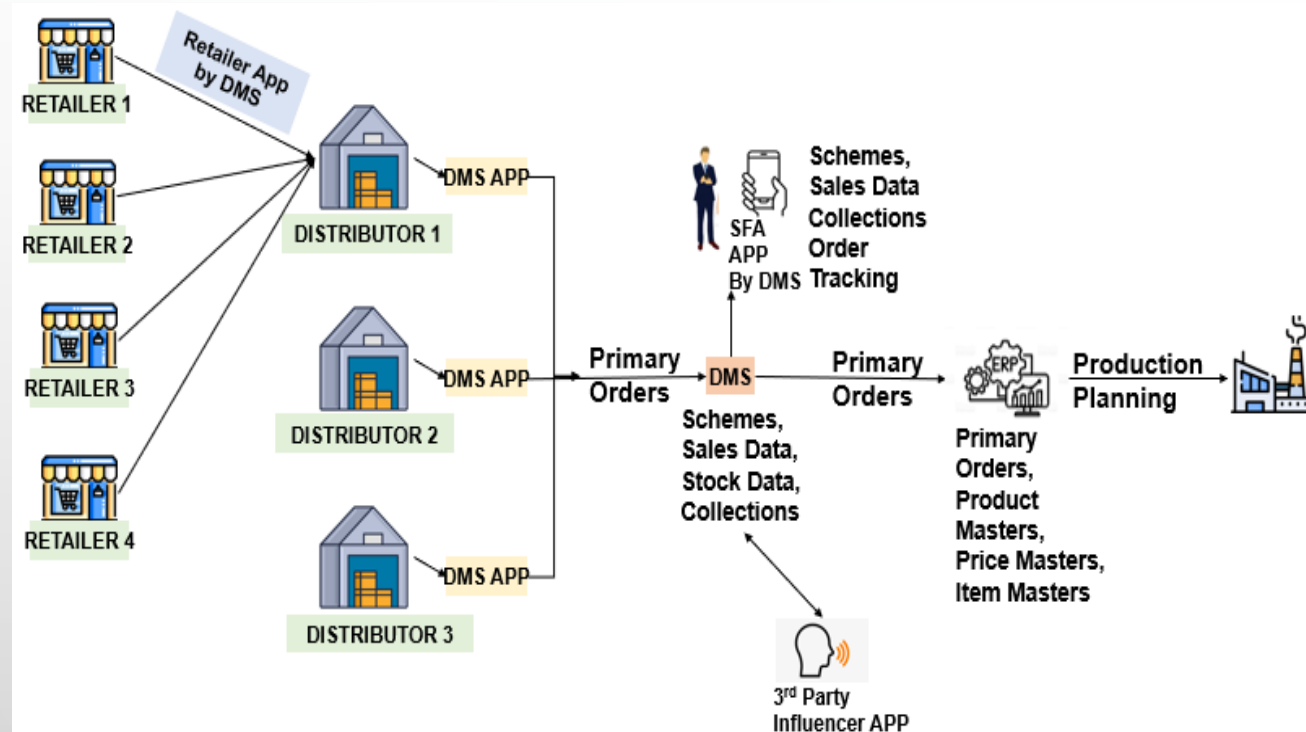 Retailer App
by DMS
RETAILER 1
RETAILER 2
RETAILER 3
RETAILER 4
DISTRIBUTOR 1
DISTRIBUTOR 2
DISTRIBUTOR 3
DMS APP
DMS APP
DMS APP
Primary
Orders
DMS
Schemes,
Sales Data,
Stock Data,
Collections
SFA
APP
By DMS
Schemes,
Sales Data
Collections
Order
Tracking
3rd Party
Influencer APP
Primary
Orders
ERP
Primary
Orders,
Product
Masters,
Price Masters,
Item Masters
Production
Planning